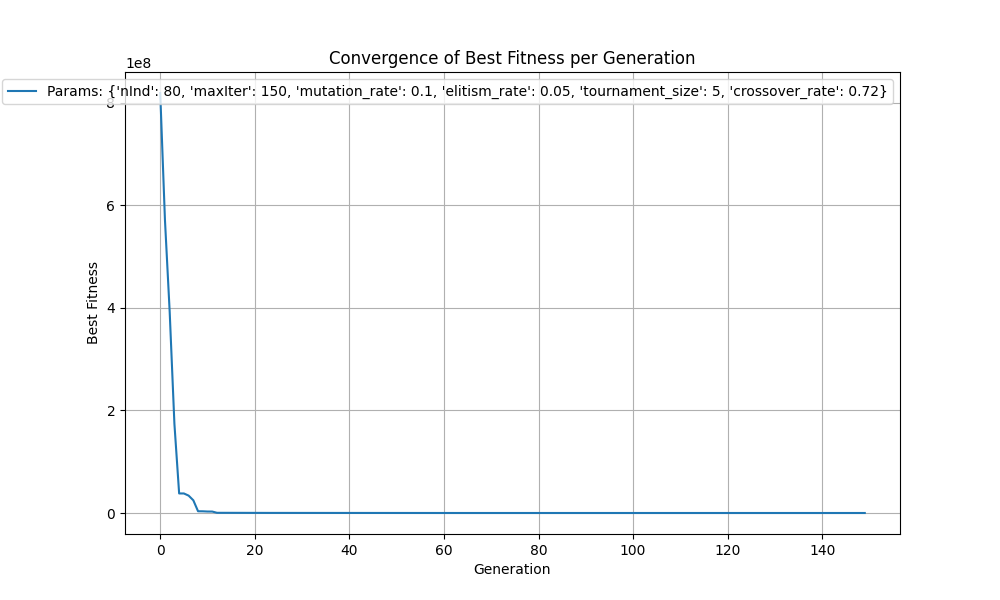 Convergence of Best Fitness per Generation
1e8
Params: {'nInd': 80, 'maxIter': 150, 'mutation_rate': 0.1, 'elitism_rate': 0.05, 'tournament_size': 5, 'crossover_rate': 0.72}
8
6
4
2
0
Best Fitness
0 20 40 60 80 100 120 140
Generation